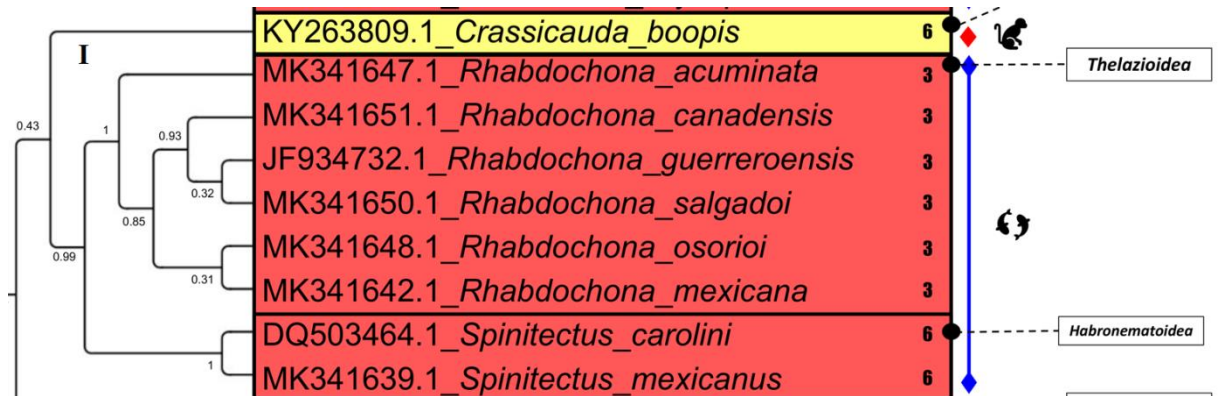 KY263809.1_Crassicauda_boopis 6
I
MK341647.1_Rhabdochona_acuminata 3
Thelazioidea
MK341651.1_Rhabdochona_canadensis 3
0.43
1
0.93
JF934732.1_Rhabdochona_guerreroensis 3
0.32
MK341650.1_Rhabdochona_salgadoi 3
0.85
MK341648.1_Rhabdochona_osorioi 3
0.99
0.31
MK341642.1_Rhabdochona_mexicana 3
DQ503464.1_Spinitectus_carolini 6
Habronematoidea
1
MK341639.1_Spinitectus_mexicanus 6